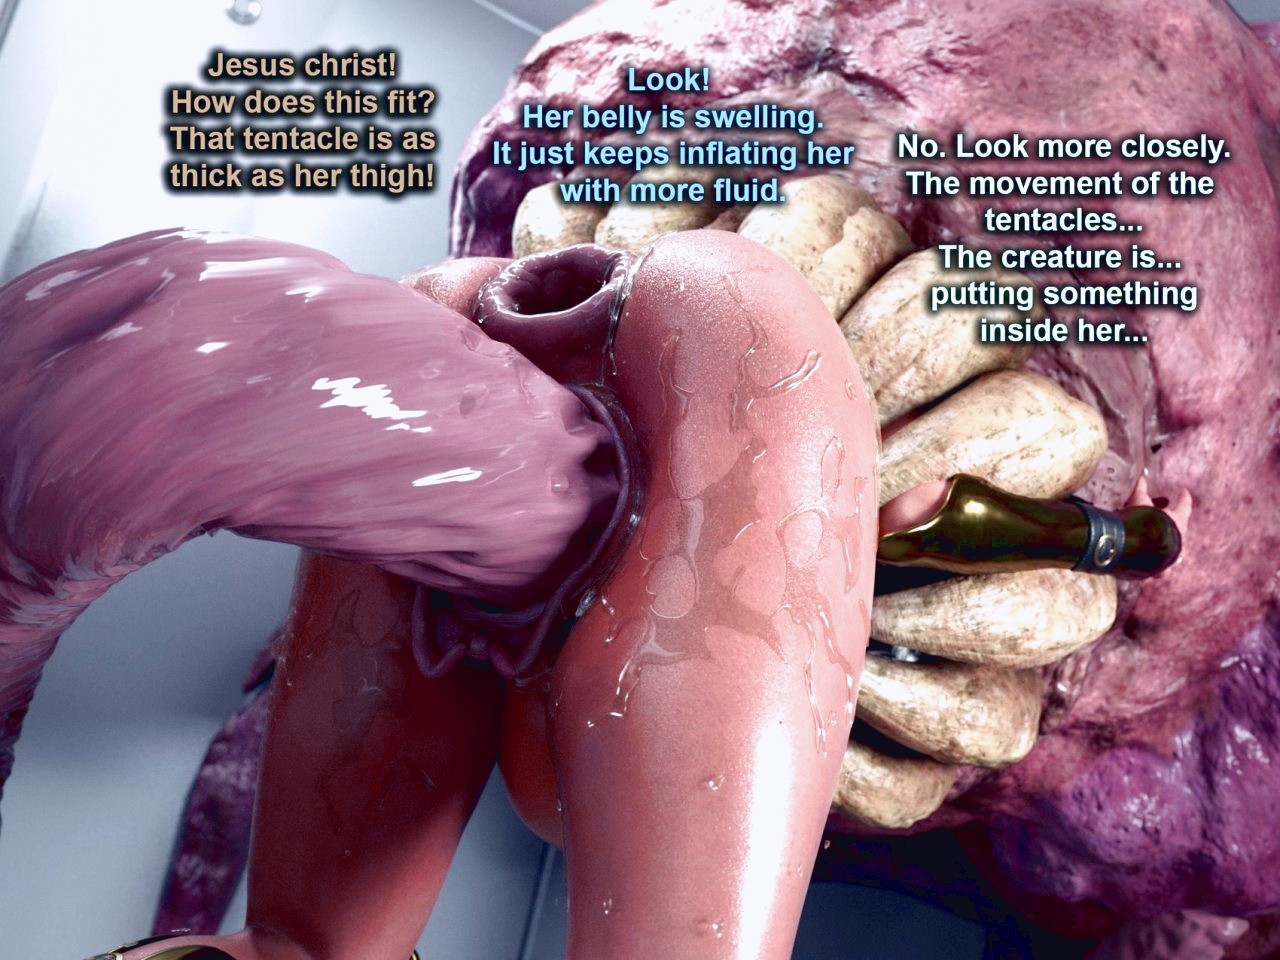 Jesus christ!
How does this fit?
That tentacle is as
thick as her thigh!
Look!
Her belly is swelling.
It just keeps inflating her
with more fluid.
No. Look more closely.
The movement of the
tentacles...
The creature is...
putting something
inside her...